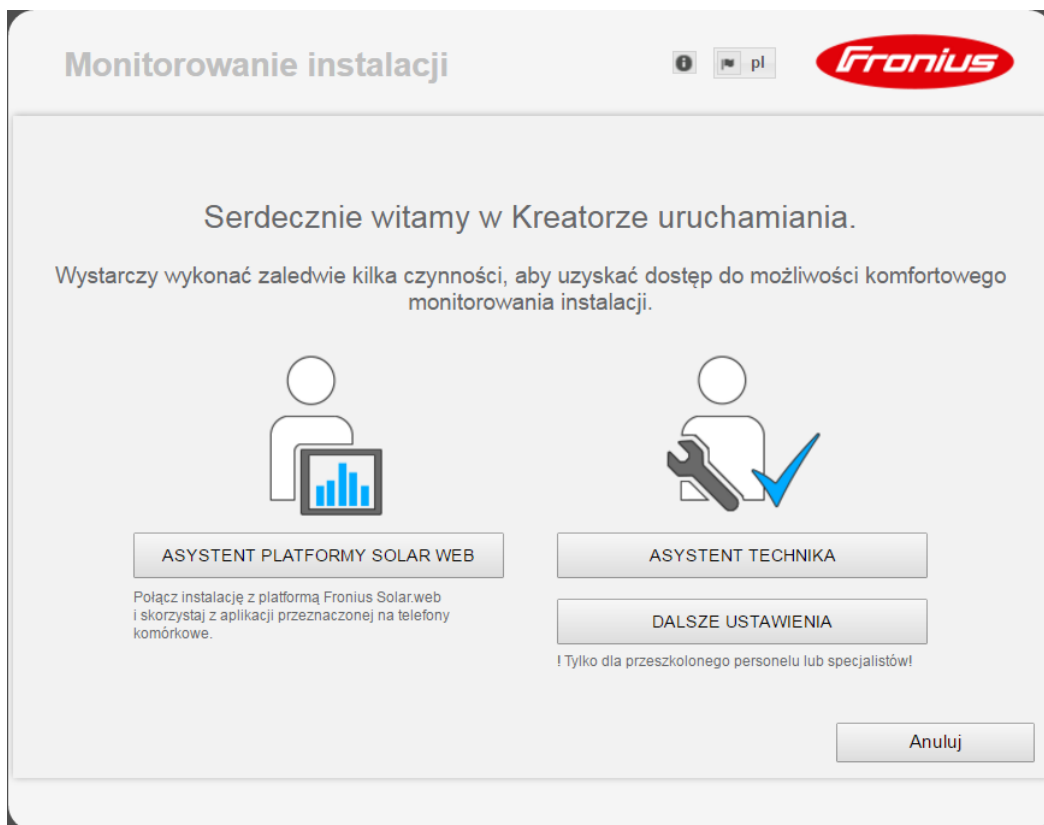 Monitorowanie instalacji
pl
Fronius
Serdecznie witamy w Kreatorze uruchamiania.
Wystarczy wykonać zaledwie kilka czynności, aby uzyskać dostęp do możliwości komfortowego
monitorowania instalacji.
ASYSTENT PLATFORMY SOLAR WEB
Połącz instalację z platformą Fronius Solar.web
i skorzystaj z aplikacji przeznaczonej na telefony
komórkowe.
ASYSTENT TECHNIKA
DALSZE USTAWIENIA
! Tylko dla przeszkolonego personelu lub specjalistów!
Anuluj